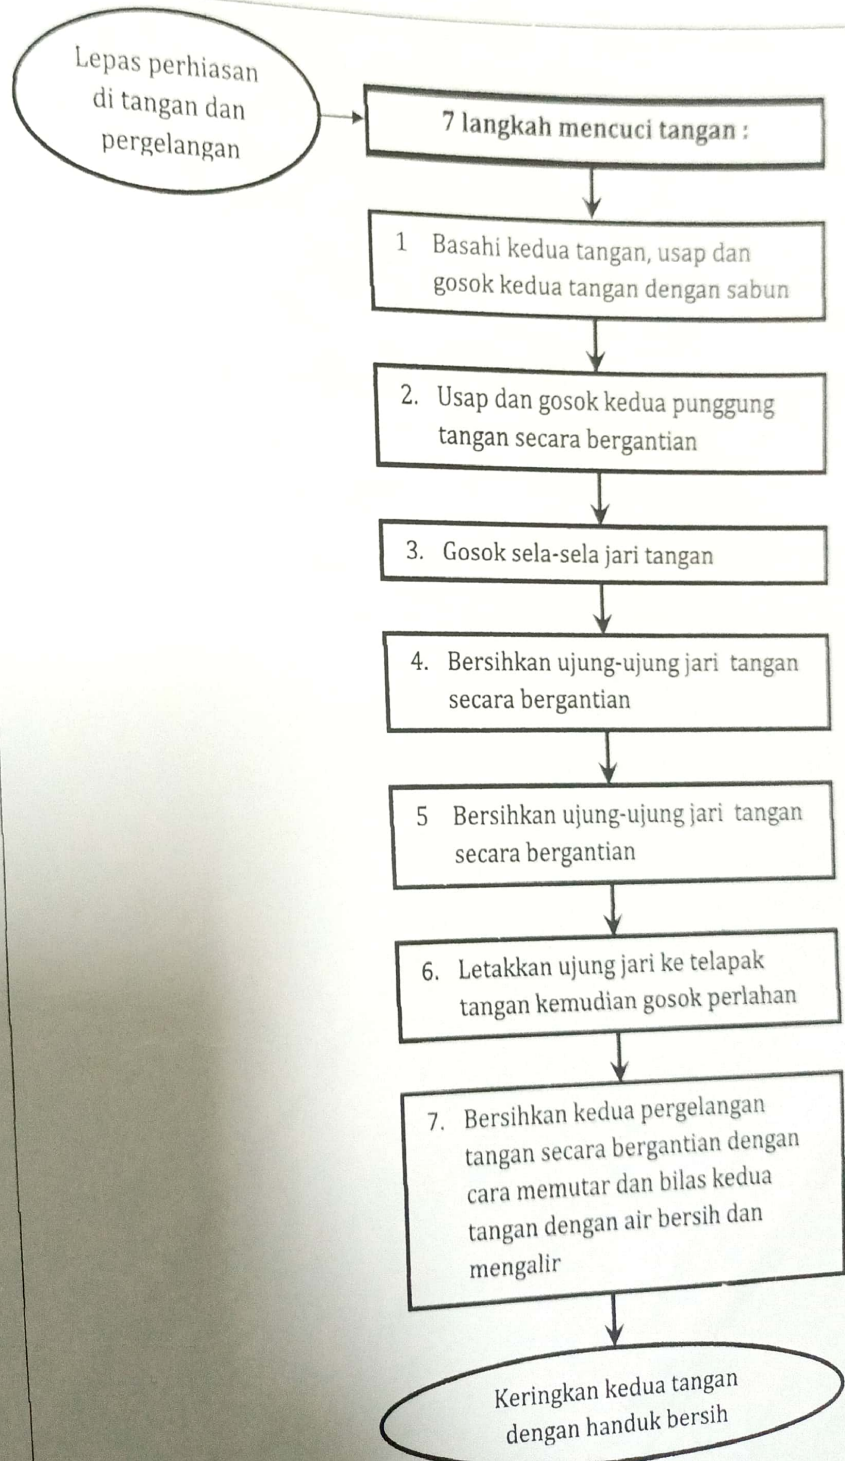 Lepas perhiasan
di tangan dan
pergelangan
7 langkah mencuci tangan :
1 Basahi kedua tangan, usap dan
gosok kedua tangan dengan sabun
2. Usap dan gosok kedua punggung
tangan secara bergantian
3. Gosok sela-sela jari tangan
4. Bersihkan ujung-ujung jari tangan
secara bergantian
5 Bersihkan ujung-ujung jari tangan
secara bergantian
6. Letakkan ujung jari ke telapak
tangan kemudian gosok perlahan
7. Bersihkan kedua pergelangan
tangan secara bergantian dengan
cara memutar dan bilas kedua
tangan dengan air bersih dan
mengalir
Keringkan kedua tangan
dengan handuk bersih